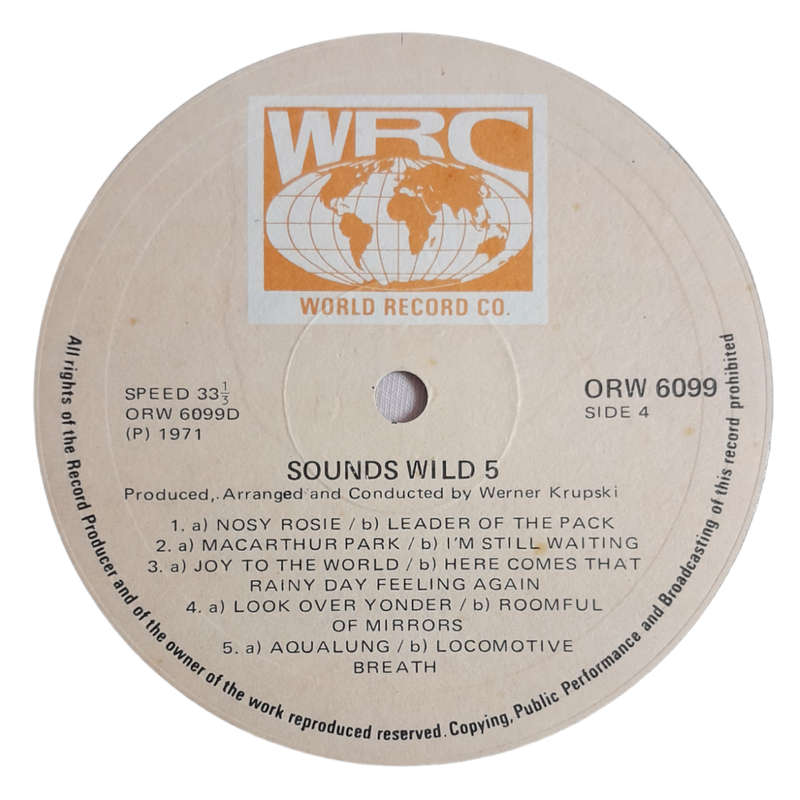 WRC
WORLD RECORD CO.
SPEED 33 1/3
ORW 6099D
(P) 1971
ORW 6099
SIDE 4
SOUNDS WILD 5
Produced,.Arranged and Conducted by Werner Krupski
1. a) NOSY ROSIE / b) LEADER OF THE PACK
2. a) MACARTHUR PARK / b) I'M STILL WAITING
3. a) JOY TO THE WORLD / b) HERE COMES THAT
RAINY DAY FEELING AGAIN
4. a) LOOK OVER YONDER / b) ROOMFUL
OF MIRRORS
5. a) AQUALUNG / b) LOCOMOTIVE
BREATH
All rights of the Record Producer and of the owner of the work reproduced reserved. Copying, Public Performance and Broadcasting of this record prohibited